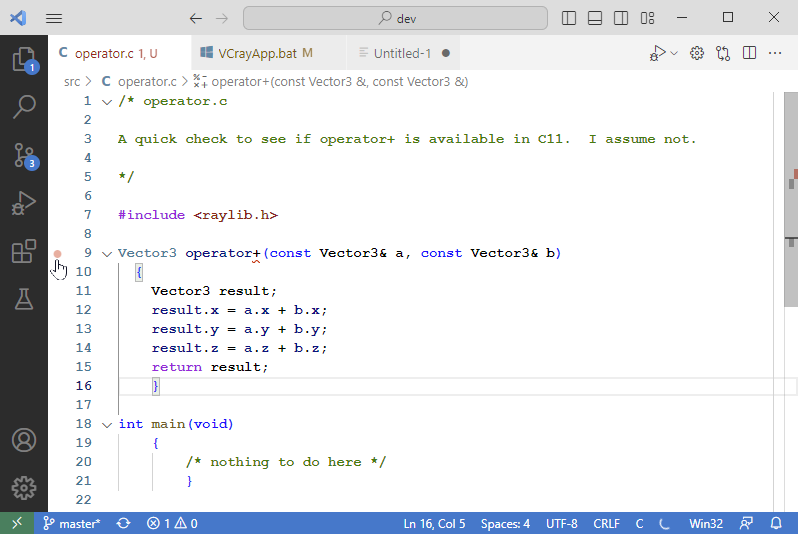 dev
operator.c 1, U
VCrayApp.bat M
Untitled-1
src > operator.c > operator+(const Vector3 &, const Vector3 &)
1 /* operator.c
2
3 A quick check to see if operator+ is available in C11.  I assume not.
4
5 */
6
7 #include <raylib.h>
8
9 Vector3 operator+(const Vector3& a, const Vector3& b)
10   {
11     Vector3 result;
12     result.x = a.x + b.x;
13     result.y = a.y + b.y;
14     result.z = a.z + b.z;
15     return result;
16     }
17
18 int main(void)
19     {
20         /* nothing to do here */
21         }
22
1
3
master*
1 0
Ln 16, Col 5
Spaces: 4
UTF-8
CRLF
C
Win32